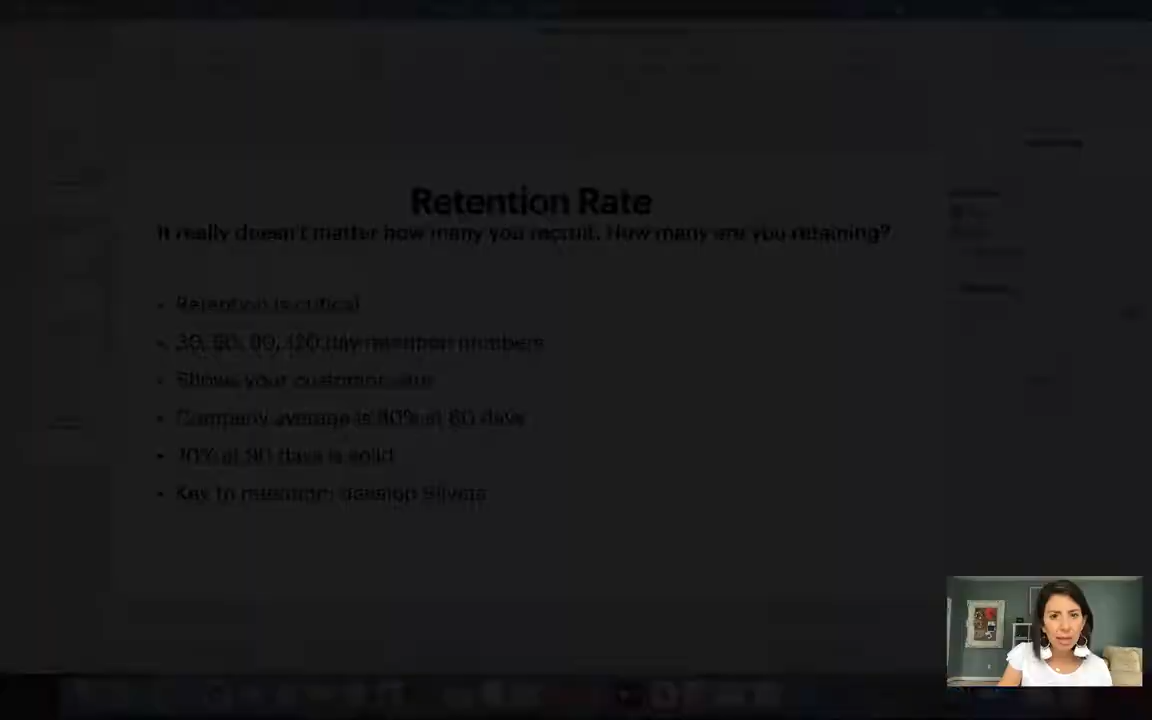 Retention Rate
It really doesn't matter how many you recruit. How many are you retaining?
• Retention is critical
• 30, 60, 90, 120 day retention numbers
• Shows your customer care
• Company average is 80% at 60 days
• 70% at 90 days is solid
• Key to retention: develop Silvers